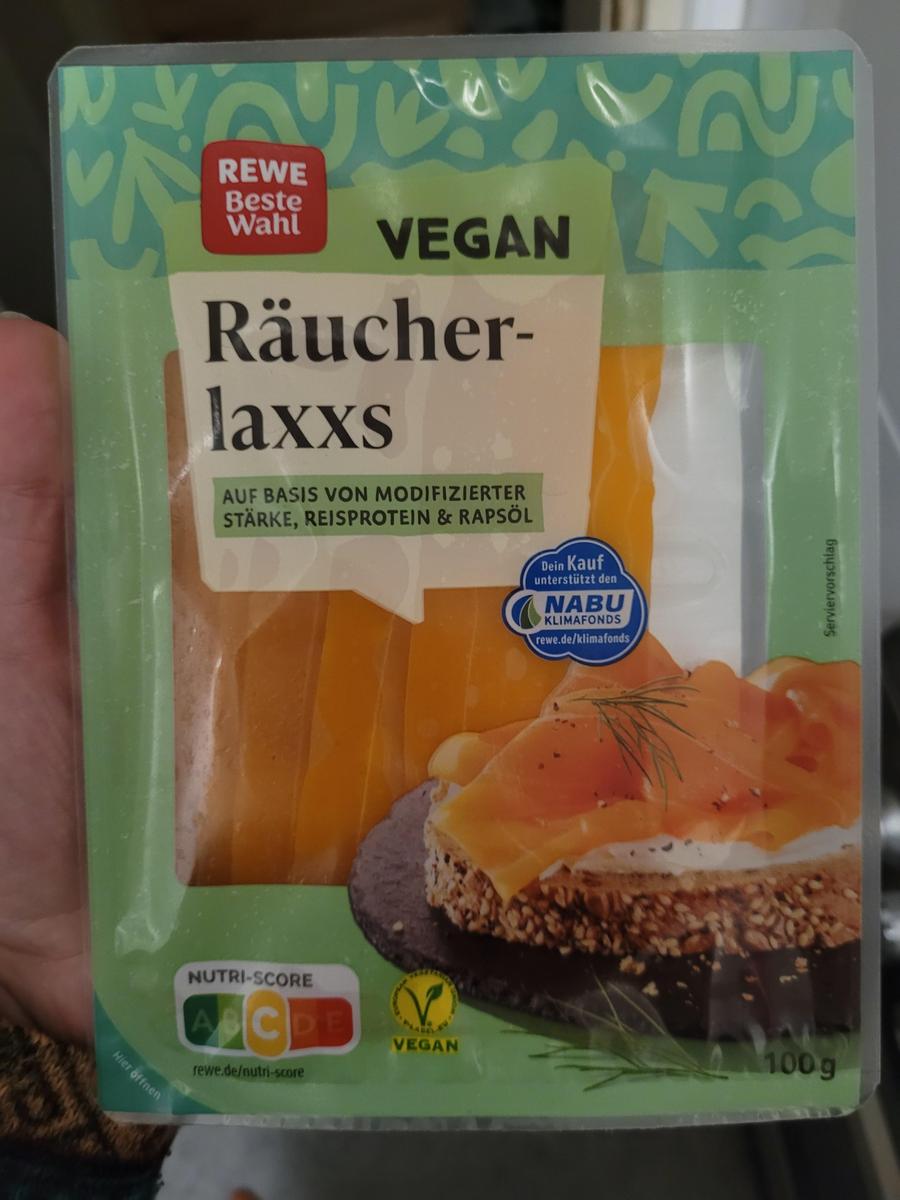 REWE
Beste
Wahl
VEGAN
Räucher-
laxxs
AUF BASIS VON MODIFIZIERTER
STÄRKE, REISPROTEIN & RAPSÖL
Dein Kauf
unterstützt den
NABU
KLIMAFONDS
rewe.de/klimafonds
Serviervorschlag
NUTRI-SCORE
A B C D E
rewe.de/nutri-score
VEGAN
100 g
Hier öffnen